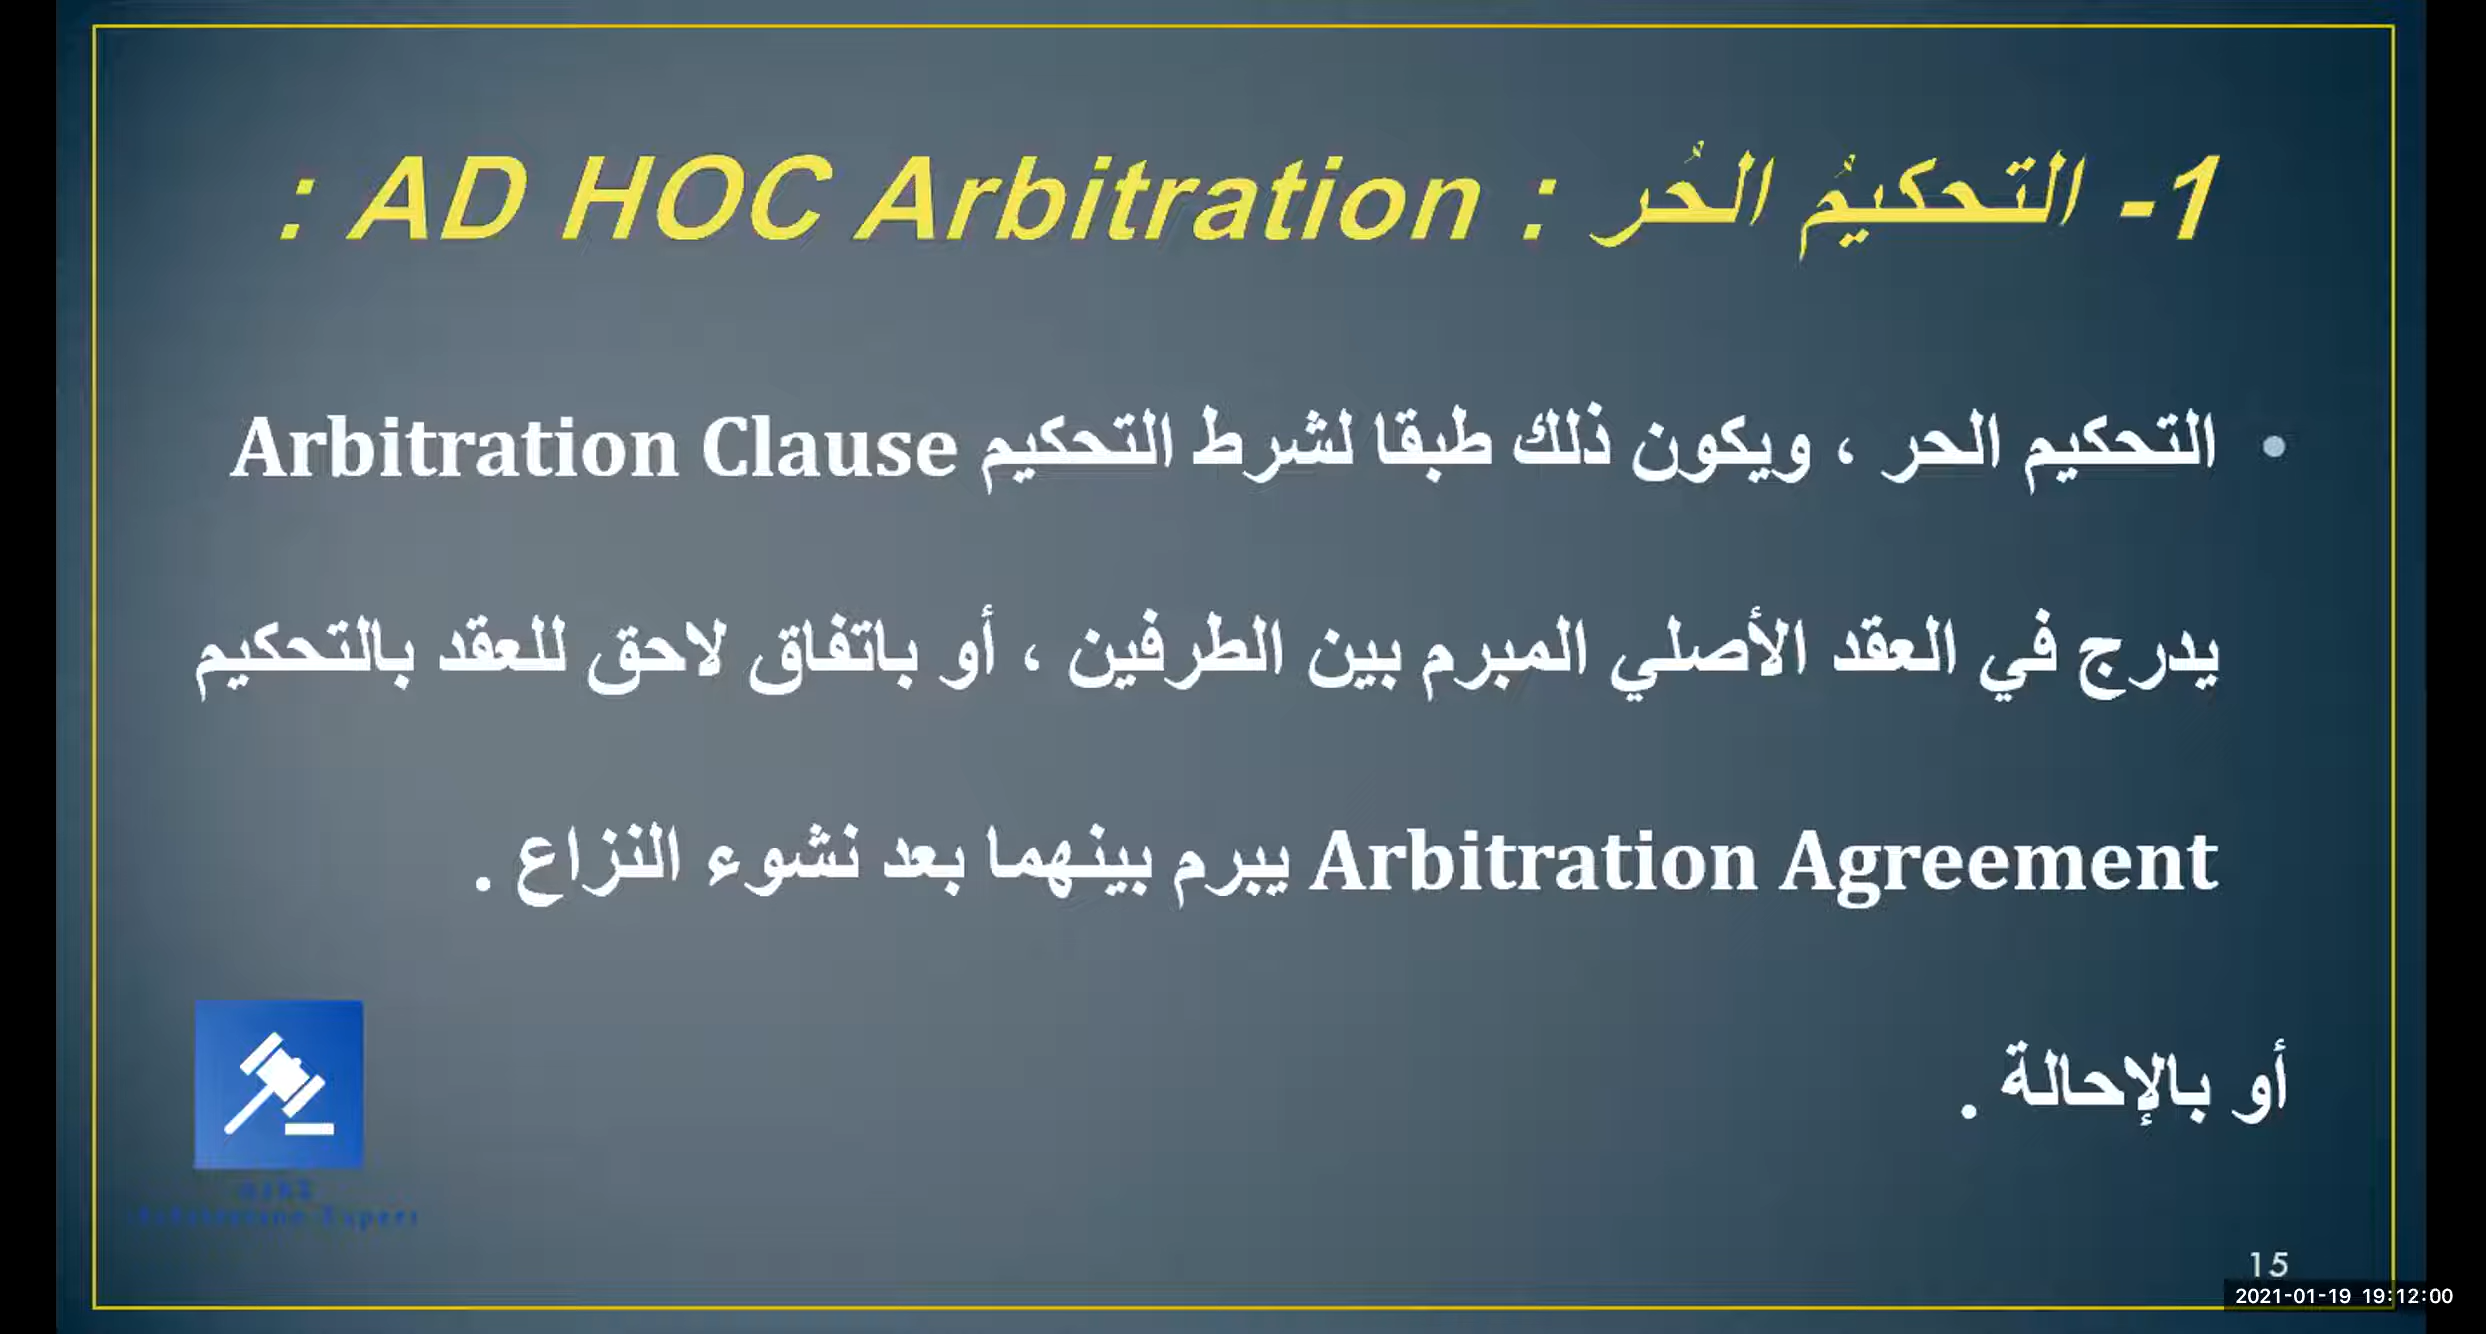 1- التحكيمُ الحُر : AD HOC Arbitration :
• التحكيم الحر ، ويكون ذلك طبقا لشرط التحكيم Arbitration Clause
يدرج في العقد الأصلي المبرم بين الطرفين ، أو باتفاق لاحق للعقد بالتحكيم
Arbitration Agreement يبرم بينهما بعد نشوء النزاع .
أو بالإحالة .
Arbitration Expert
15
2021-01-19 19:12:00